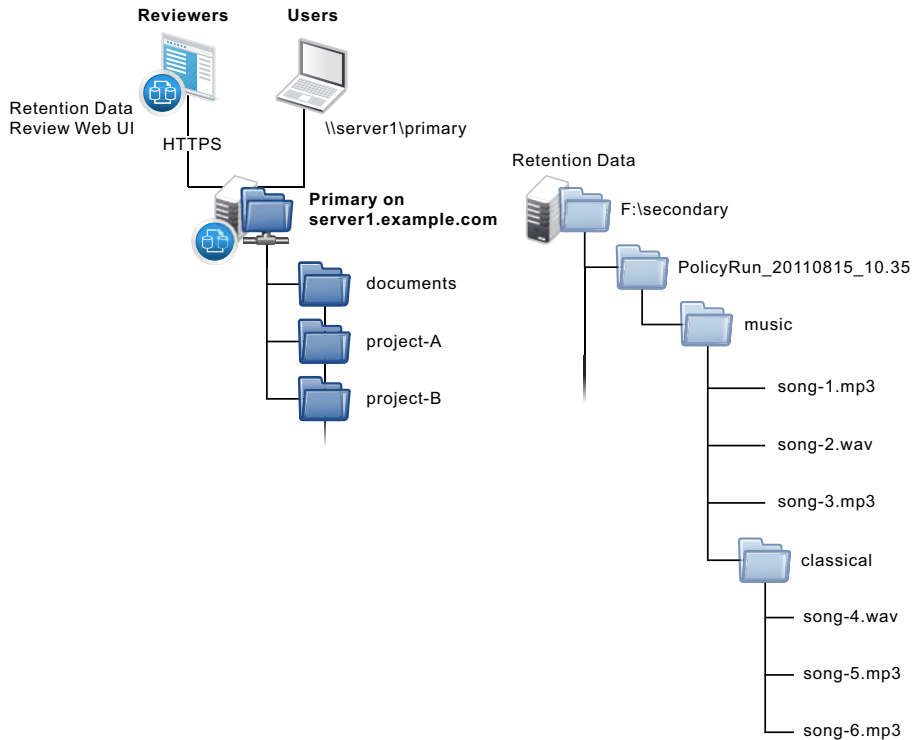 Reviewers
Users
Retention Data
Review Web UI
HTTPS
\\server1\primary
Primary on
server1.example.com
documents
project-A
project-B
Retention Data
F:\secondary
PolicyRun_20110815_10.35
music
song-1.mp3
song-2.wav
song-3.mp3
classical
song-4.wav
song-5.mp3
song-6.mp3